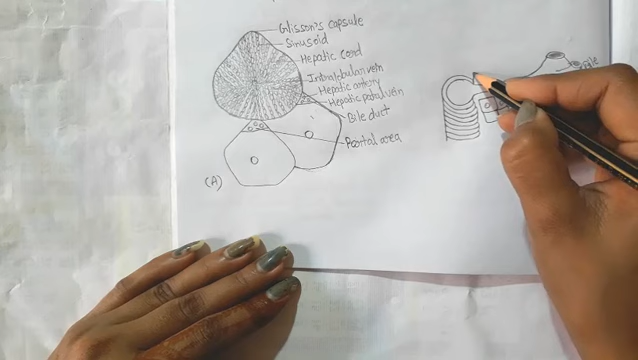 Glisson's capsule
Sinusoid
Hepatic cord
Intralobular vein
Hepatic artery
Hepatic portal vein
Bile duct
Portal area
(A)